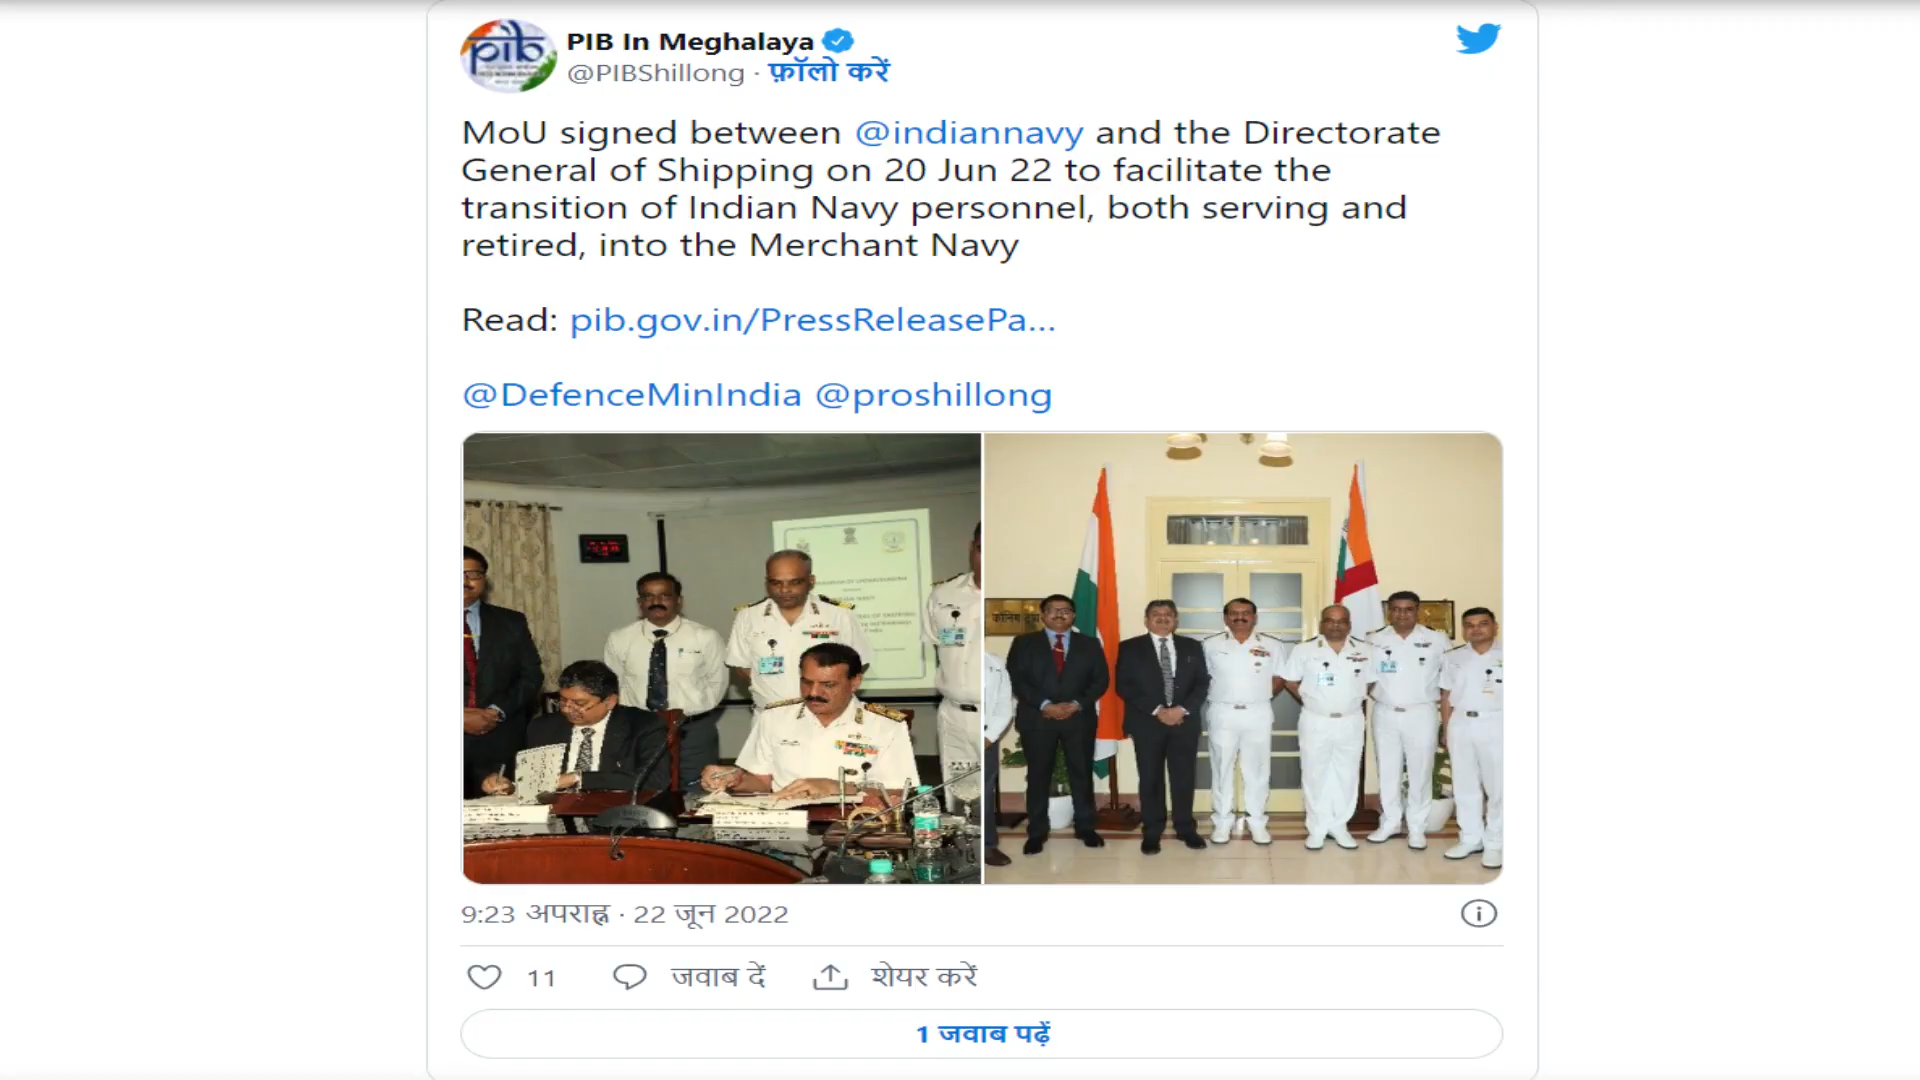 pib
PIB In Meghalaya
@PIBShillong · फ़ॉलो करें
MoU signed between @indiannavy and the Directorate
General of Shipping on 20 Jun 22 to facilitate the
transition of Indian Navy personnel, both serving and
retired, into the Merchant Navy
Read: pib.gov.in/PressReleasePa...
@DefenceMinIndia @proshillong
9:23 अपराह्न · 22 जून 2022
11 जवाब दें शेयर करें
1 जवाब पढ़ें